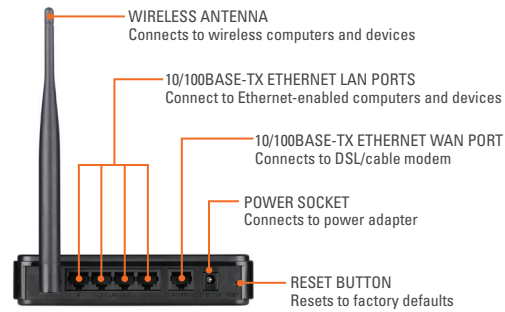 WIRELESS ANTENNA
Connects to wireless computers and devices
10/100BASE-TX ETHERNET LAN PORTS
Connect to Ethernet-enabled computers and devices
10/100BASE-TX ETHERNET WAN PORT
Connects to DSL/cable modem
POWER SOCKET
Connects to power adapter
RESET BUTTON
Resets to factory defaults